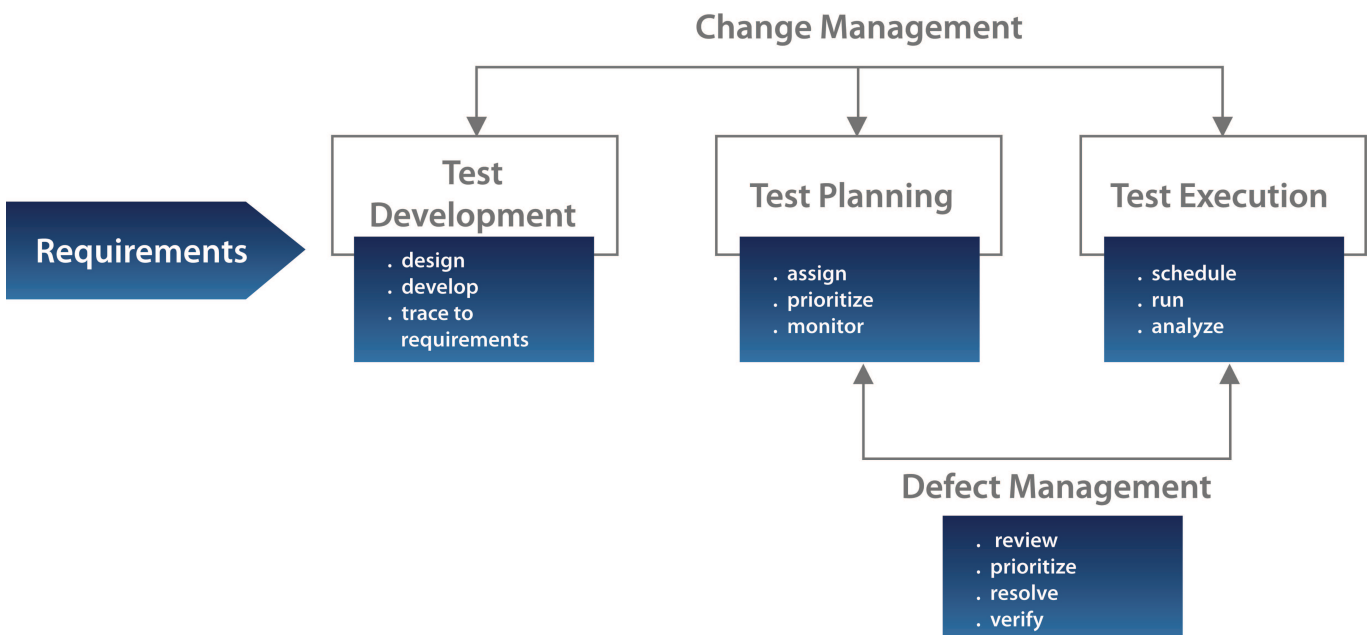 Change Management
Requirements
Test
Development
. design
. develop
. trace to
requirements
Test Planning
. assign
. prioritize
. monitor
Test Execution
. schedule
. run
. analyze
Defect Management
. review
. prioritize
. resolve
. verify